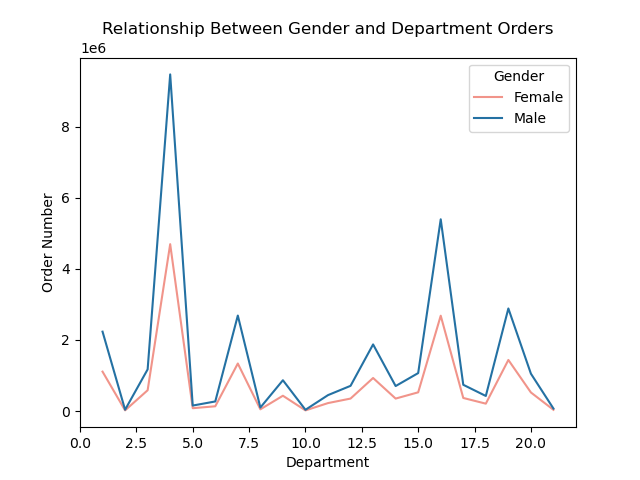 Relationship Between Gender and Department Orders
1e6
Gender
Female
Male
8
6
4
2
0
Order Number
0.0 2.5 5.0 7.5 10.0 12.5 15.0 17.5 20.0
Department